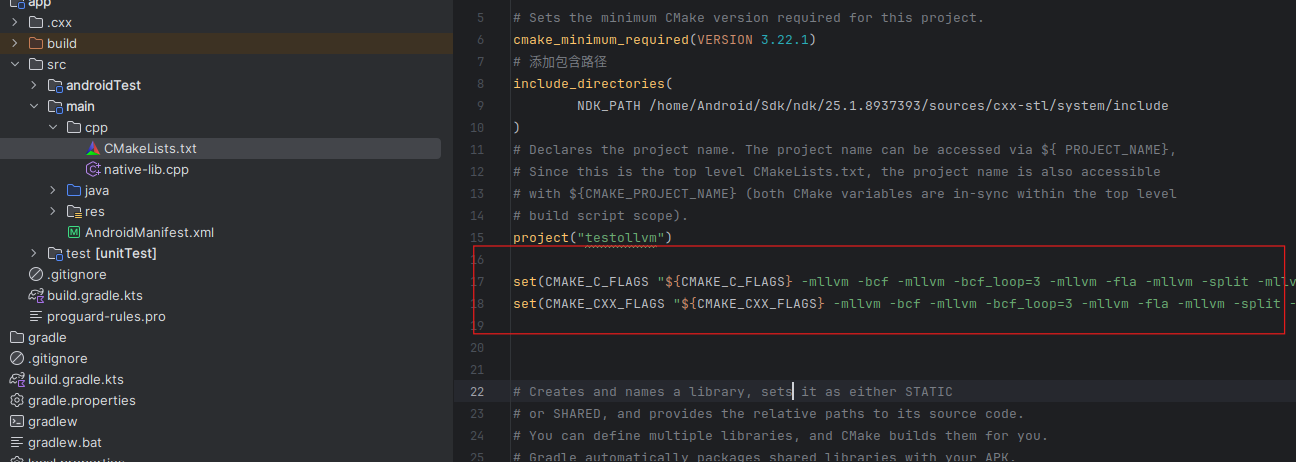 app
.cxx
build
src
androidTest
main
cpp
CMakeLists.txt
native-lib.cpp
java
res
AndroidManifest.xml
test [unitTest]
.gitignore
build.gradle.kts
proguard-rules.pro
gradle
.gitignore
build.gradle.kts
gradle.properties
gradlew
gradlew.bat
5 # Sets the minimum CMake version required for this project.
6 cmake_minimum_required(VERSION 3.22.1)
7 # 添加包含路径
8 include_directories(
9 NDK_PATH /home/Android/Sdk/ndk/25.1.8937393/sources/cxx-stl/system/include
10 )
11 # Declares the project name. The project name can be accessed via ${ PROJECT_NAME},
12 # Since this is the top level CMakeLists.txt, the project name is also accessible
13 # with ${CMAKE_PROJECT_NAME} (both CMake variables are in-sync within the top level
14 # build script scope).
15 project("testollvm")
16
17 set(CMAKE_C_FLAGS "${CMAKE_C_FLAGS} -mllvm -bcf -mllvm -bcf_loop=3 -mllvm -fla -mllvm -split -mllv
18 set(CMAKE_CXX_FLAGS "${CMAKE_CXX_FLAGS} -mllvm -bcf -mllvm -bcf_loop=3 -mllvm -fla -mllvm -split -
19
20
21
22 # Creates and names a library, sets it as either STATIC
23 # or SHARED, and provides the relative paths to its source code.
24 # You can define multiple libraries, and CMake builds them for you.
25 # Gradle automatically packages shared libraries with your APK.